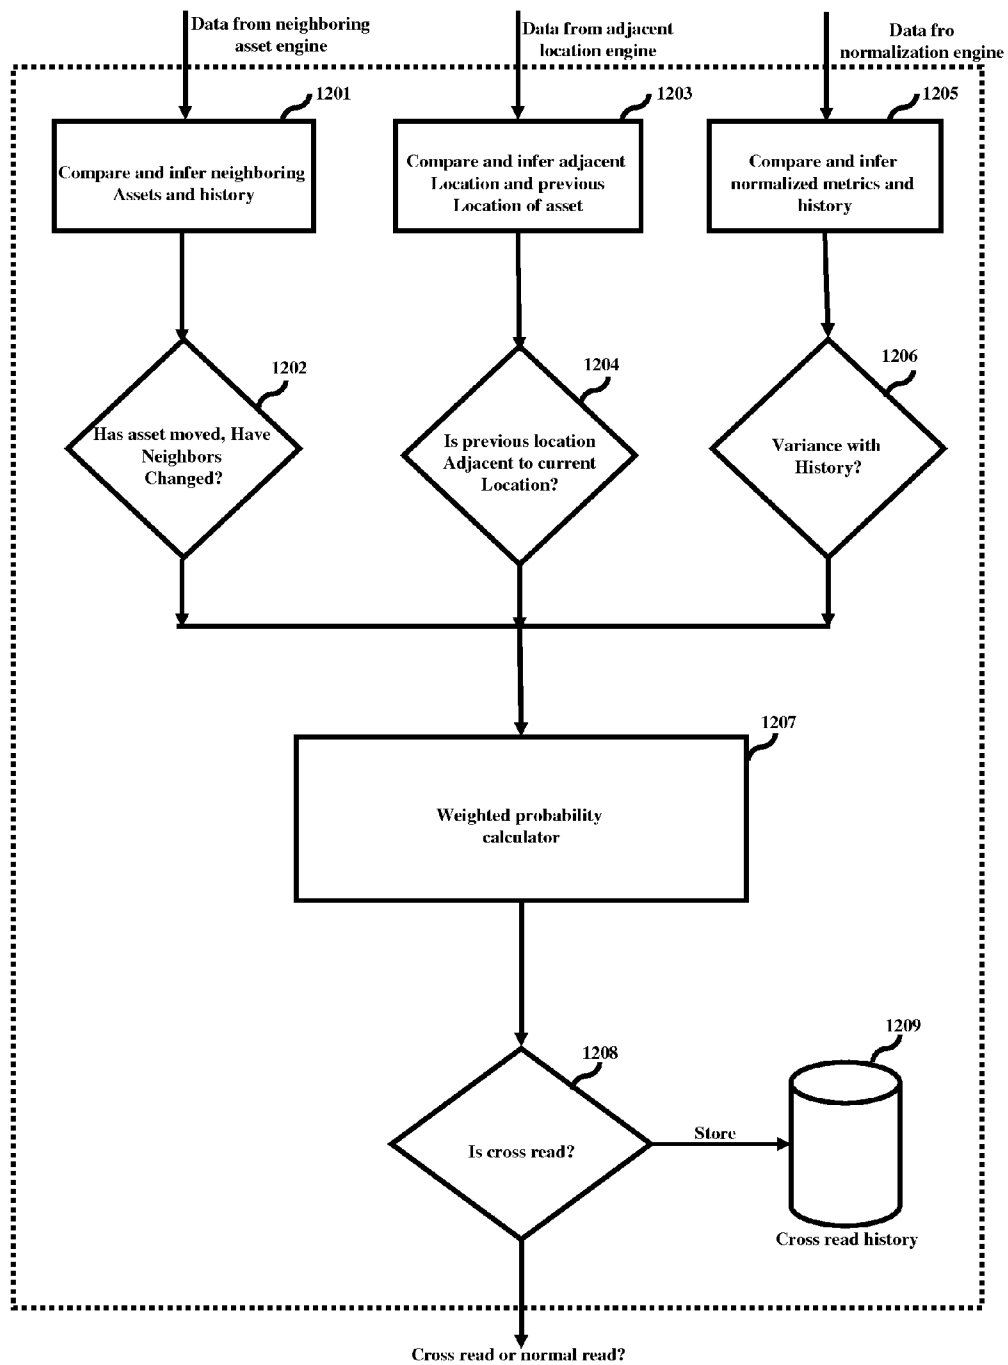 Data from neighboring
asset engine
Data from adjacent
location engine
Data fro
normalization engine
1201
1203
1205
Compare and infer neighboring
Assets and history
Compare and infer adjacent
Location and previous
Location of asset
Compare and infer
normalized metrics and
history
1202
1204
1206
Has asset moved, Have
Neighbors
Changed?
Is previous location
Adjacent to current
Location?
Variance with
History?
1207
Weighted probability
calculator
1208
1209
Is cross read?
Store
Cross read history
Cross read or normal read?